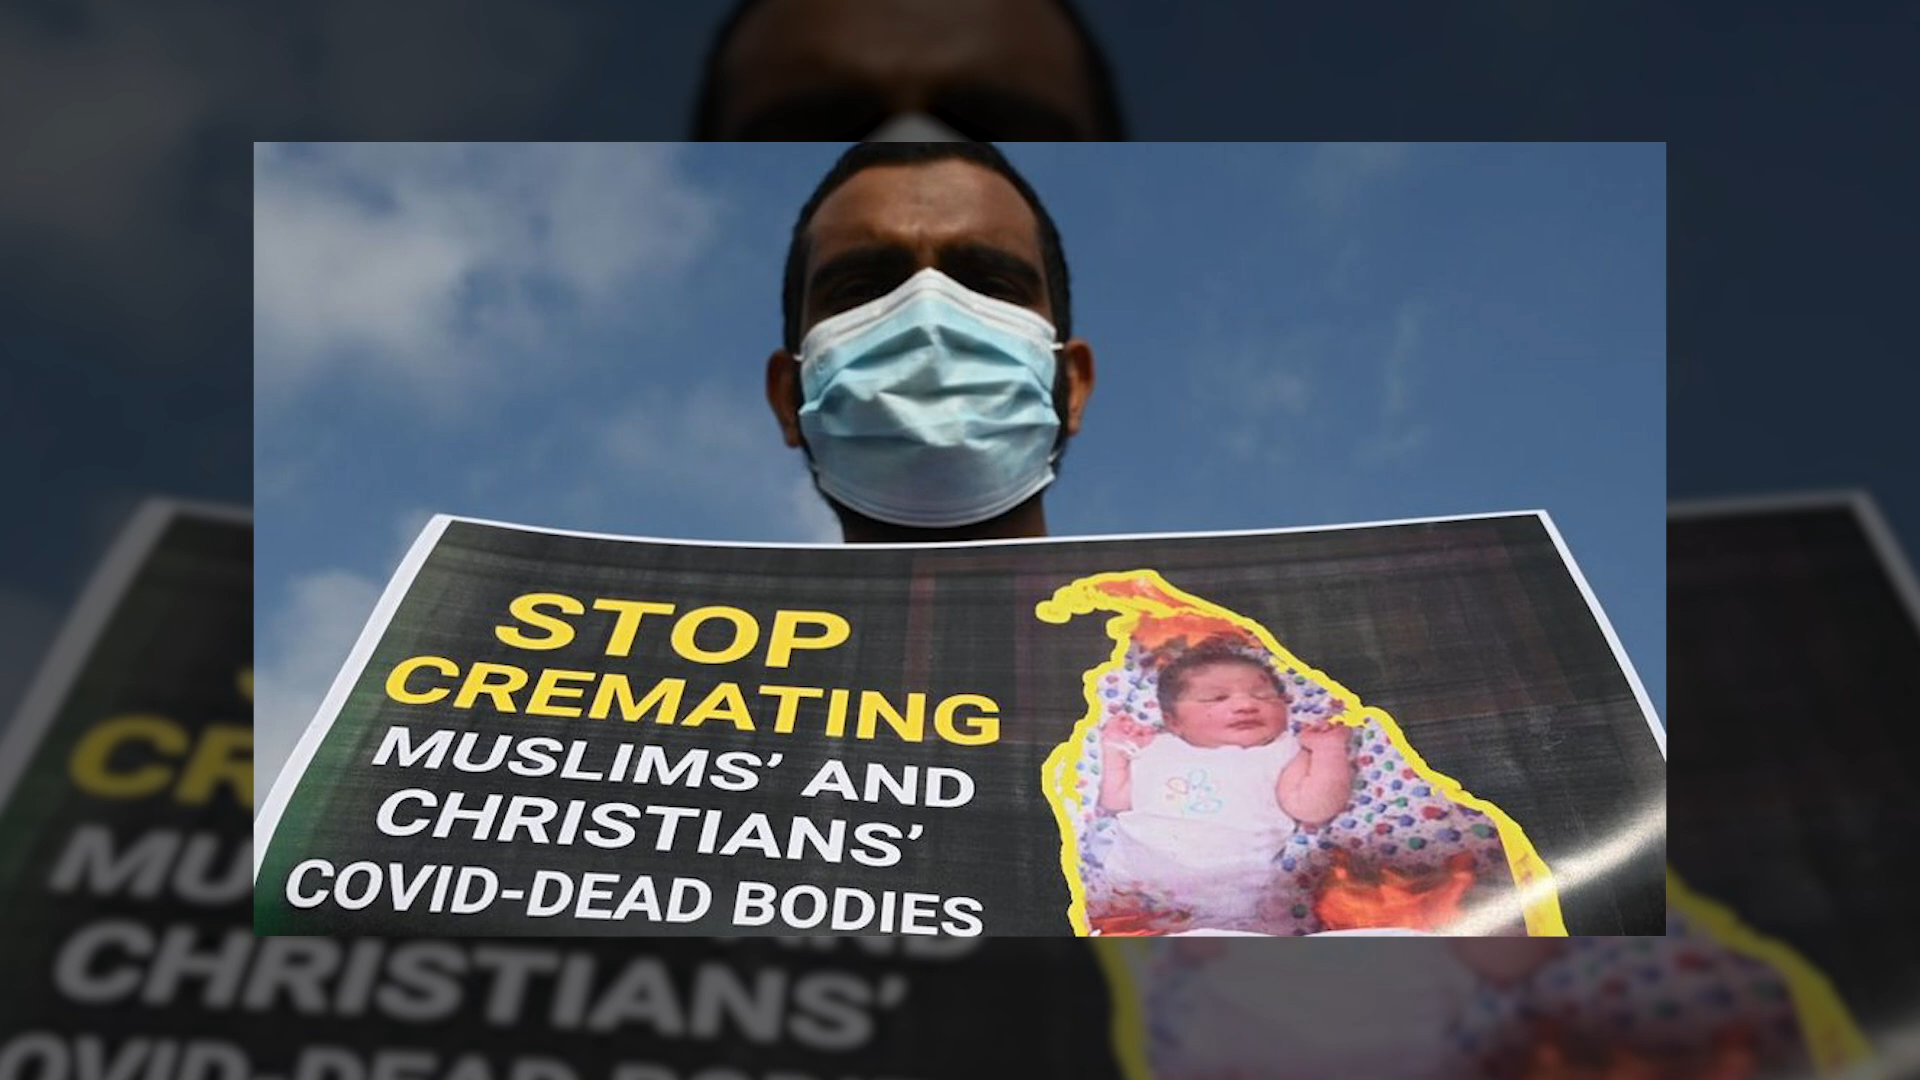 STOP
CREMATING
MUSLIMS' AND
CHRISTIANS'
COVID-DEAD BODIES